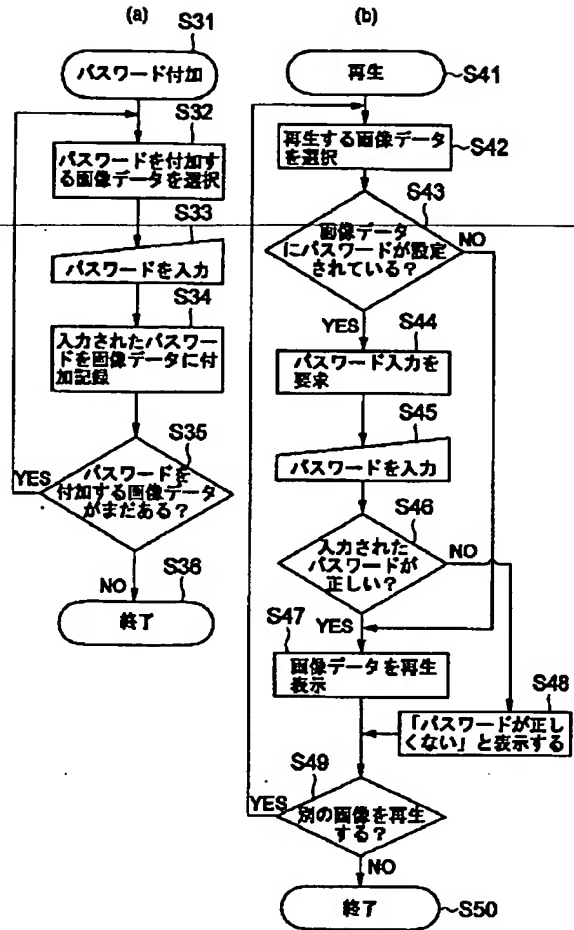 (a)
S31
パスワード付加
S32
パスワードを付加す
る画像データを選択
S33
パスワードを入力
S34
入力されたパスワー
ドを画像データに付
加記録
S35
パスワードを
付加する画像データ
がまだある?
YES
NO
S36
終了
(b)
再生
S41
再生する画像データ
を選択
S42
S43
画像データ
にパスワードが設定
されている?
NO
YES
S44
パスワード入力を
要求
S45
パスワードを入力
S46
入力された
パスワードが
正しい?
NO
YES
S47
画像データを再生
表示
S48
「パスワードが正し
くない」と表示する
S49
別の画像を再生
する?
YES
NO
終了
S50